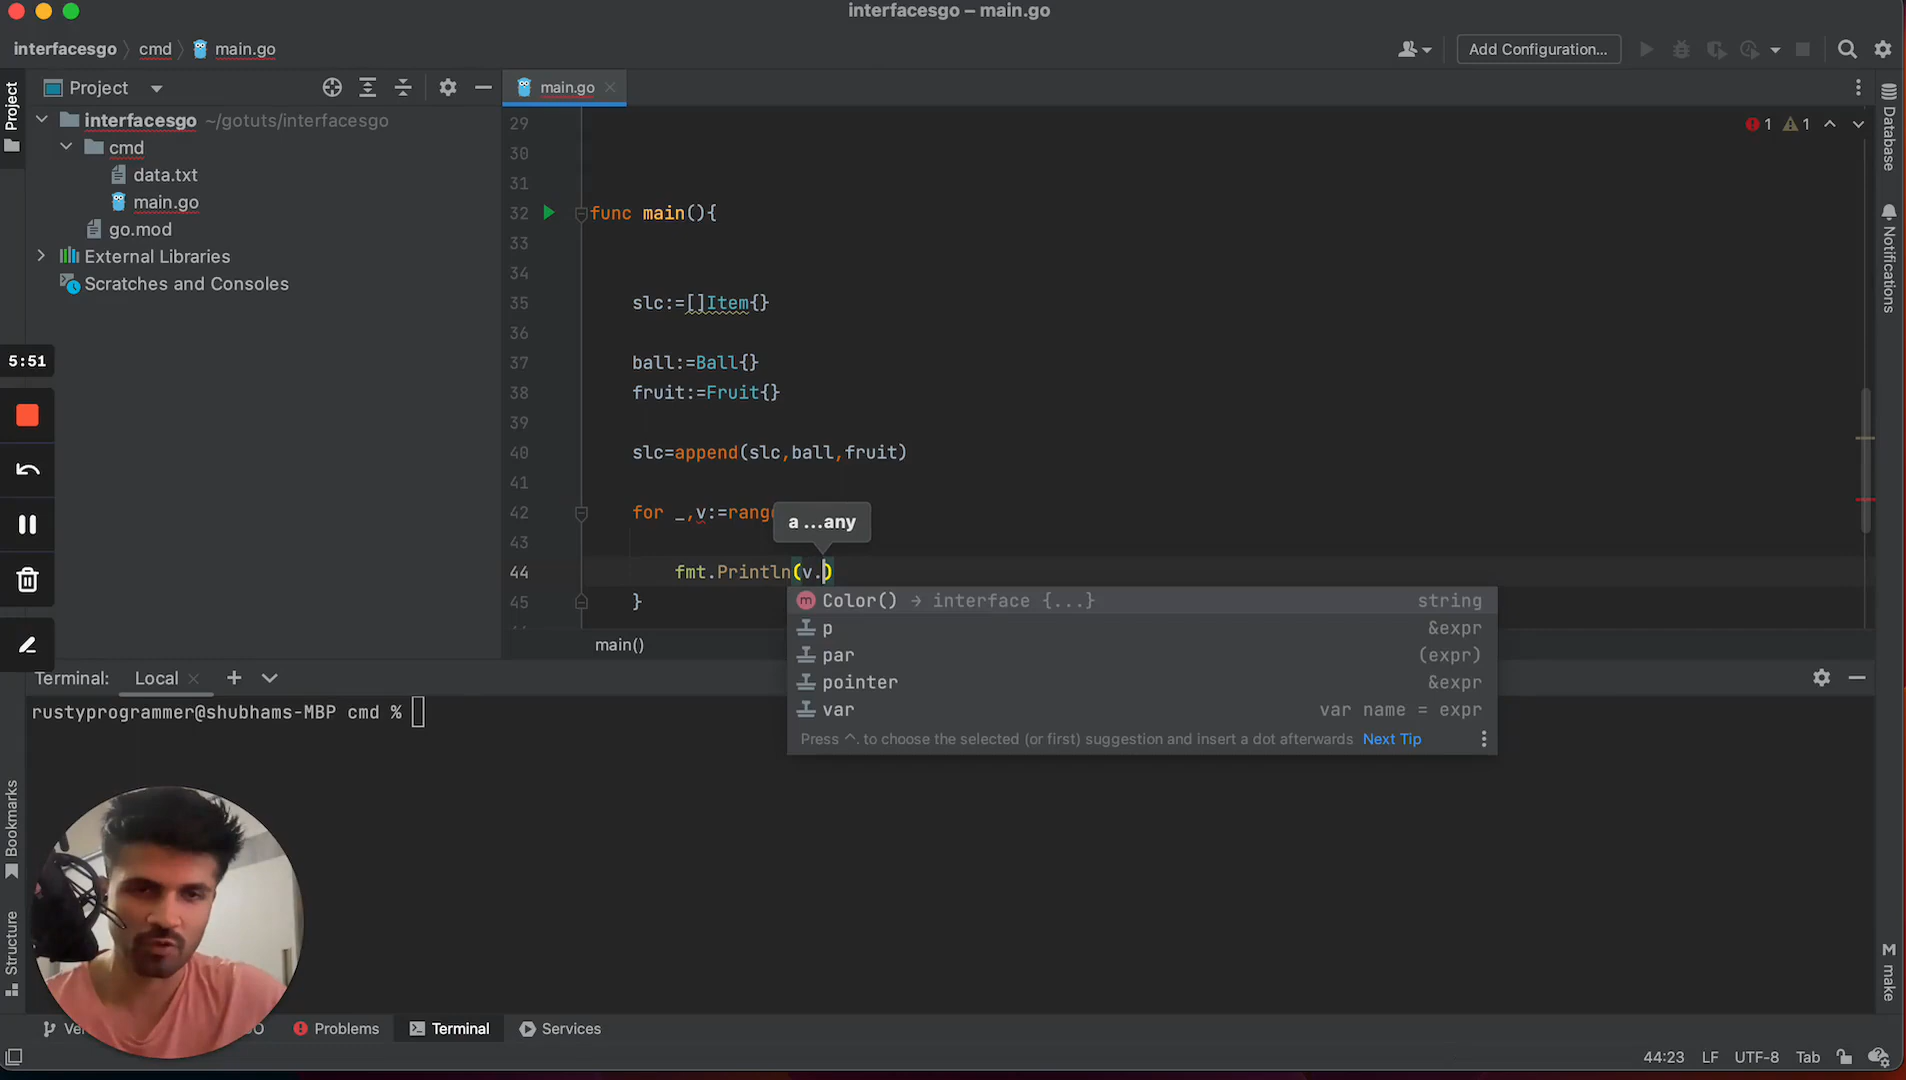 interfacesgo – main.go
interfacesgo cmd main.go
Add Configuration...
Project
Project
main.go
interfacesgo ~/gotuts/interfacesgo
cmd
data.txt
main.go
go.mod
External Libraries
Scratches and Consoles
1 1
Database
Notifications
make
5:51
29
30
31
32 func main(){
33
34
35 slc:=[]Item{}
36
37 ball:=Ball{}
38 fruit:=Fruit{}
39
40 slc=append(slc,ball,fruit)
41
42 for _,v:=range
a ...any
43
44 fmt.Println(v.)
45 }
Color() → interface {...} string
p &expr
par (expr)
pointer &expr
var var name = expr
Press ^. to choose the selected (or first) suggestion and insert a dot afterwards Next Tip
main()
Terminal: Local
rustyprogrammer@shubhams-MBP cmd %
Bookmarks
Structure
Problems
Terminal
Services
44:23 LF UTF-8 Tab